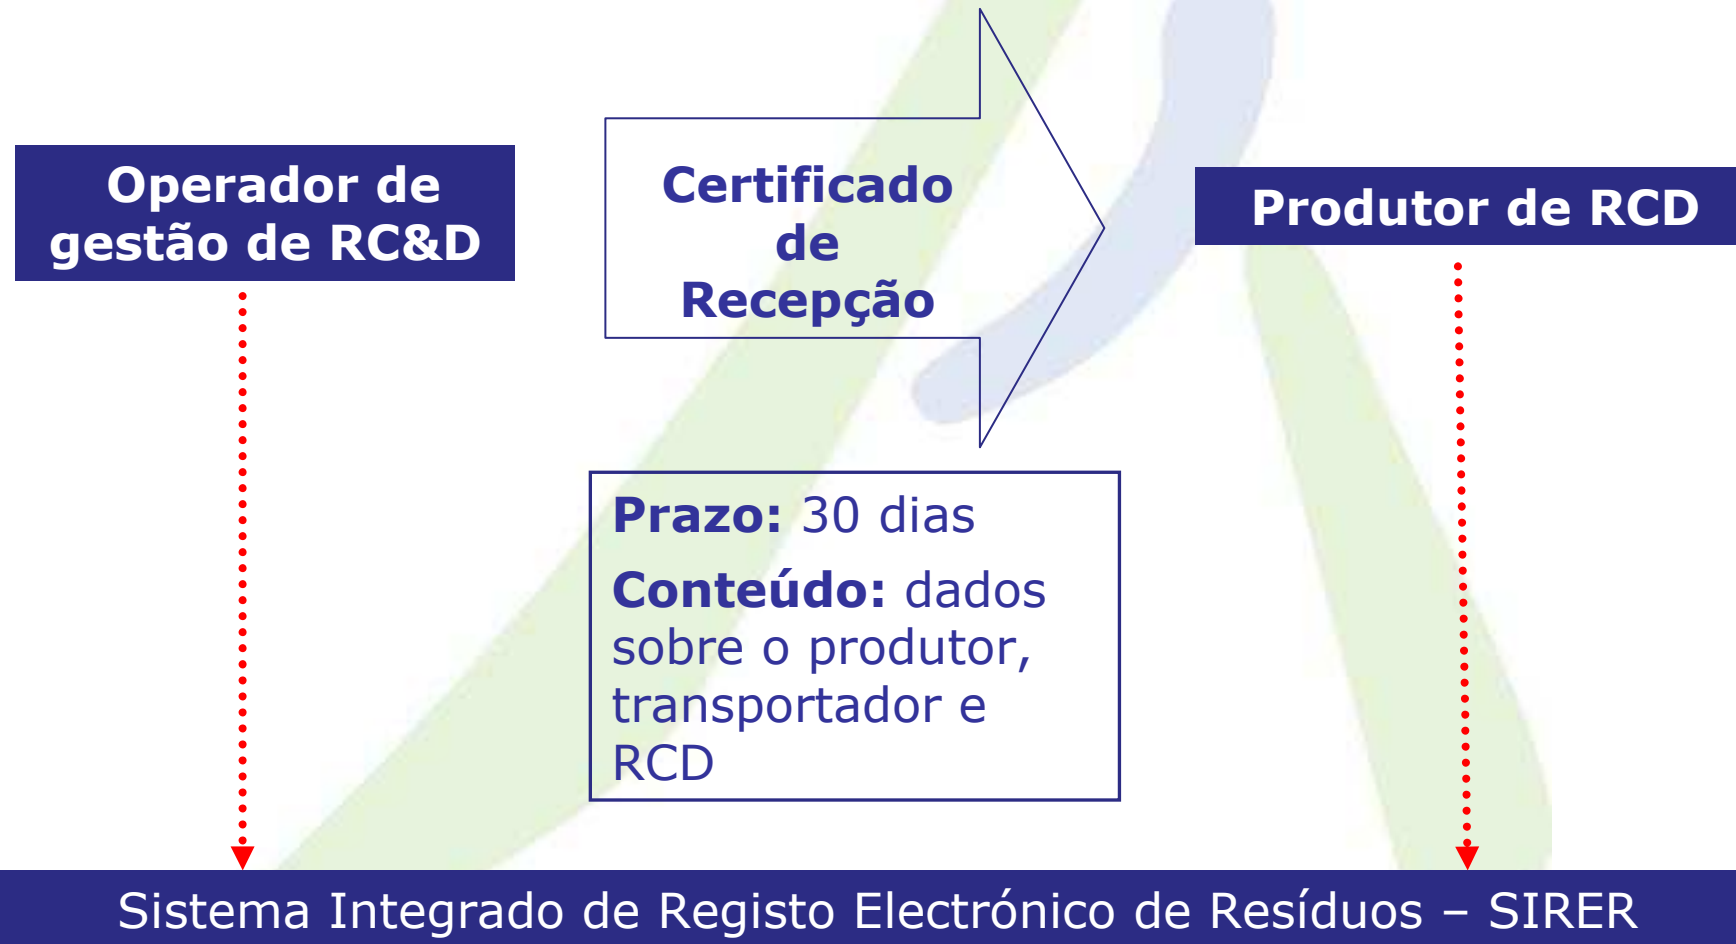 Operador de
gestão de RC&D
Certificado
de
Recepção
Produtor de RCD
Prazo: 30 dias
Conteúdo: dados
sobre o produtor,
transportador e
RCD
Sistema Integrado de Registo Electrónico de Resíduos – SIRER